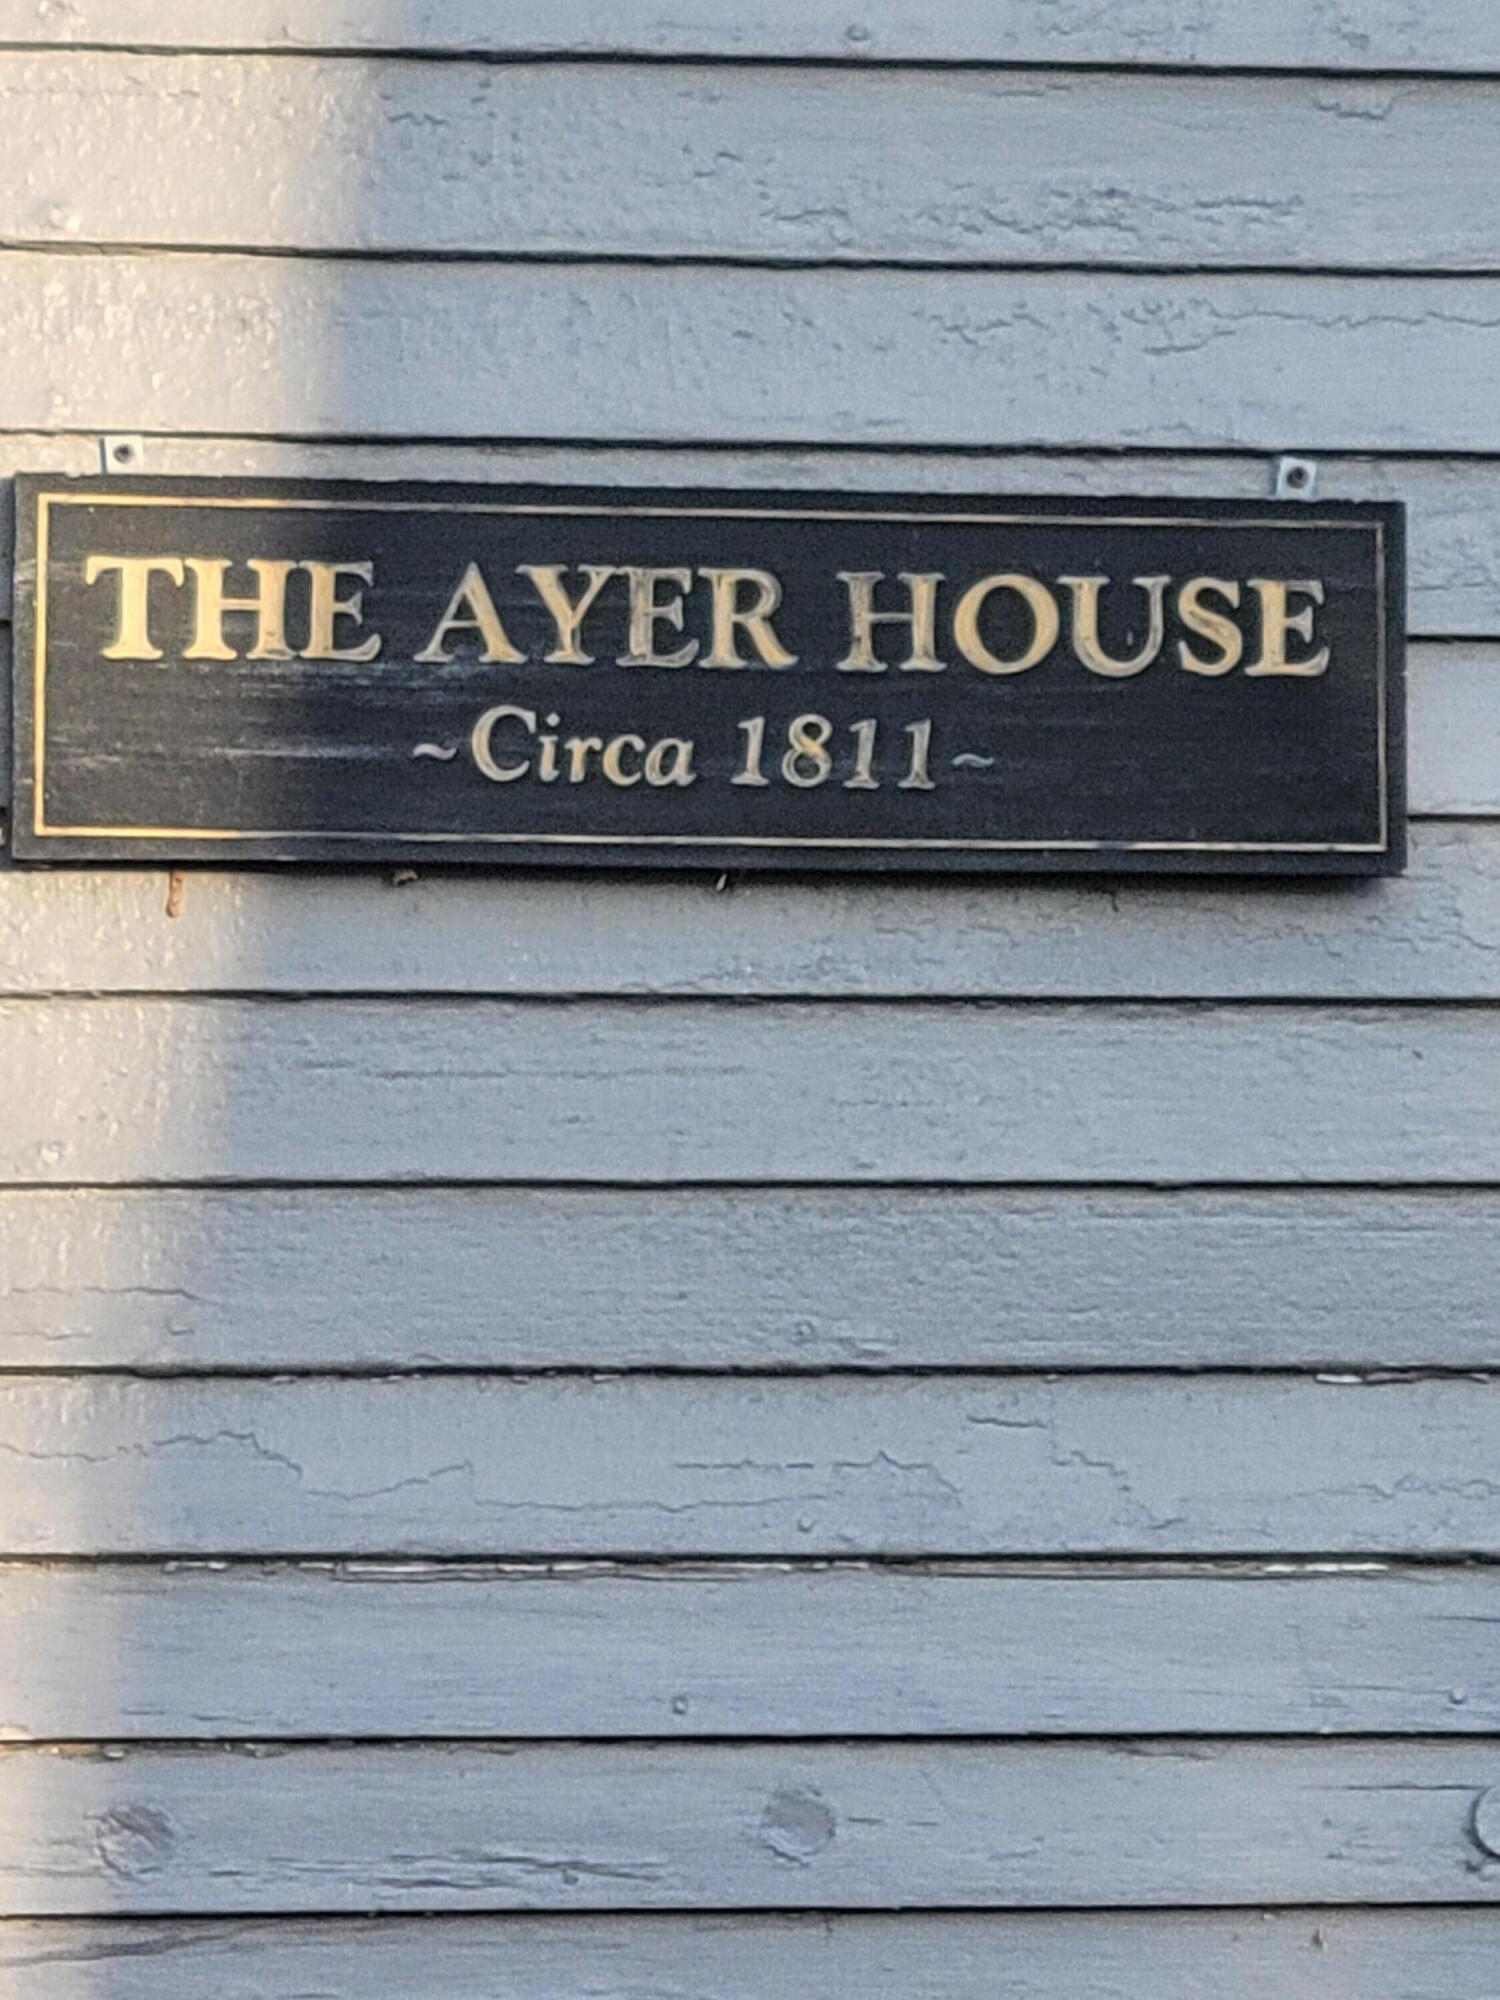 THE AYER HOUSE
~Circa 1811~